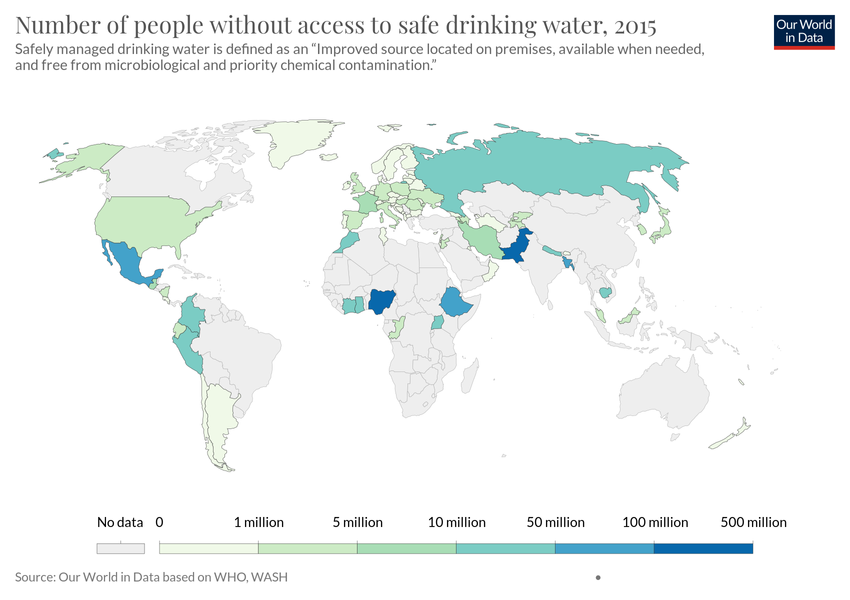 Number of people without access to safe drinking water, 2015
Our World
in Data
Safely managed drinking water is defined as an “Improved source located on premises, available when needed,
and free from microbiological and priority chemical contamination.”
No data 0 1 million 5 million 10 million 50 million 100 million 500 million
Source: Our World in Data based on WHO, WASH